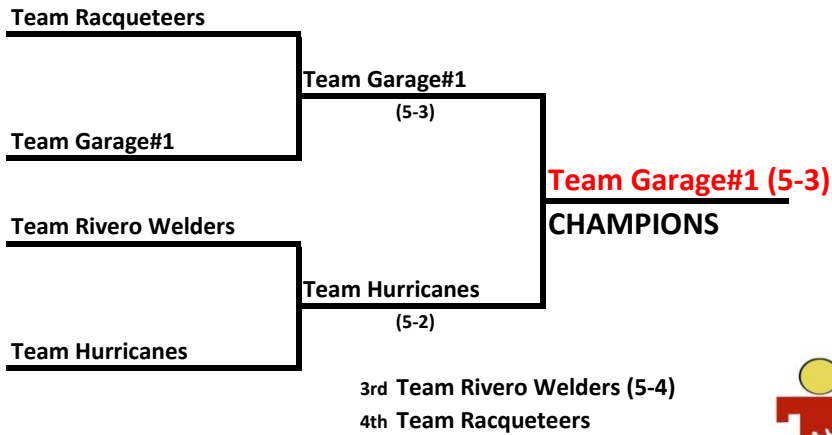 Team Racqueteers
Team Garage#1
(5-3)
Team Garage#1
Team Garage#1 (5-3)
CHAMPIONS
Team Rivero Welders
Team Hurricanes
(5-2)
Team Hurricanes
3rd Team Rivero Welders (5-4)
4th Team Racqueteers